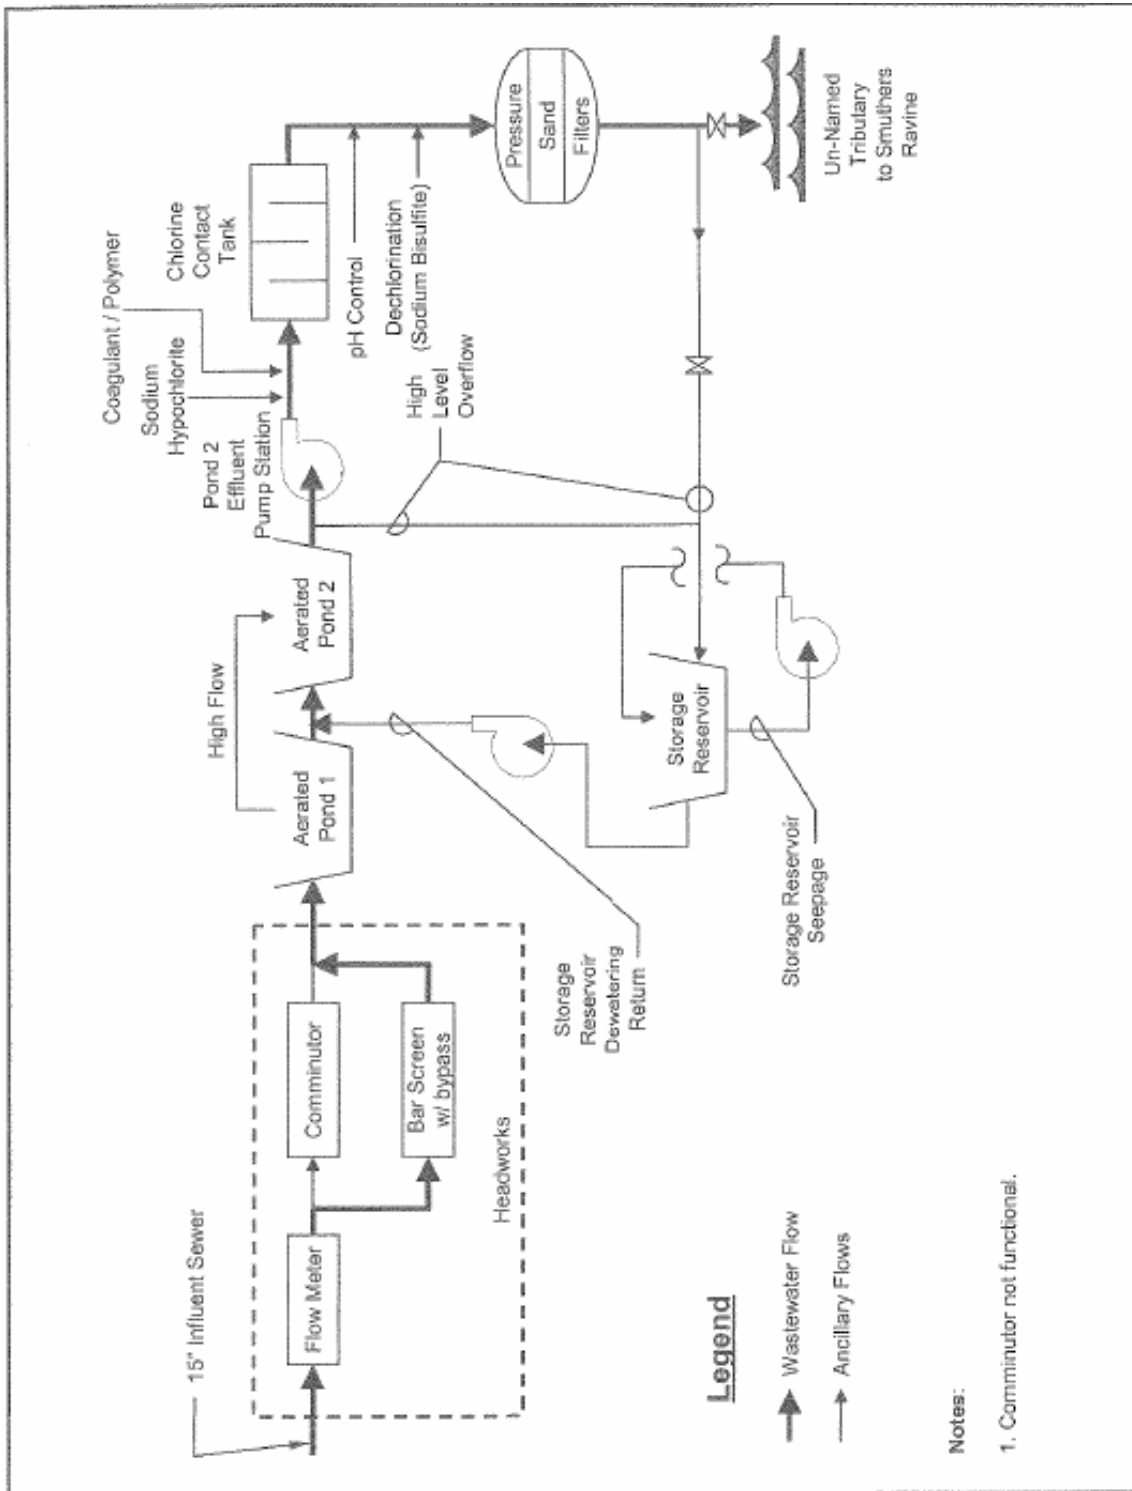 15" Influent Sewer
Flow Meter
Comminutor
Bar Screen
w/ bypass
Headworks
Aerated
Pond 1
High Flow
Aerated
Pond 2
Pond 2
Effluent
Pump Station
Sodium
Hypochlorite
Coagulant / Polymer
Chlorine
Contact
Tank
pH Control
Dechlorination
(Sodium Bisulfite)
High
Level
Overflow
Pressure
Sand
Filters
Un-Named
Tributary
to Smuthers
Ravine
Storage
Reservoir
Dewatering
Return
Storage
Reservoir
Storage Reservoir
Seepage
Legend
Wastewater Flow
Ancillary Flows
Notes:
1. Comminutor not functional.